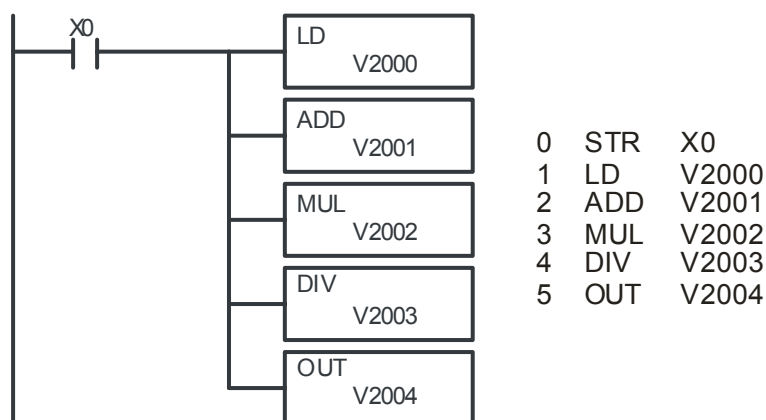 X0
LD
V2000
ADD
V2001
MUL
V2002
DIV
V2003
OUT
V2004
0 STR X0
1 LD V2000
2 ADD V2001
3 MUL V2002
4 DIV V2003
5 OUT V2004